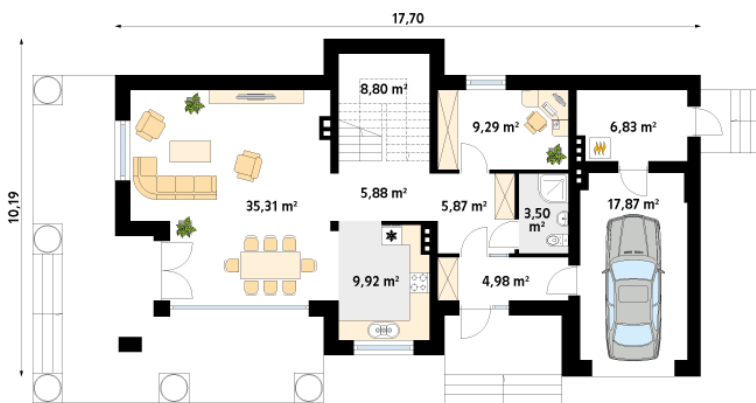 17,70
8,80 m²
9,29 m²
6,83 m²
10,19
35,31 m²
5,88 m²
5,87 m²
3,50
m²
17,87 m²
9,92 m²
4,98 m²